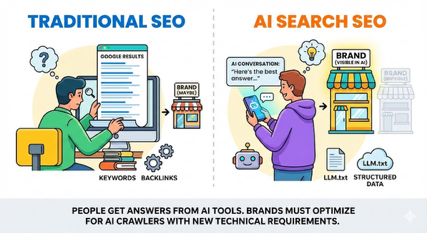 TRADITIONAL SEO
?
GOOGLE RESULTS
BRAND
(MAYBE)
KEYWORDS
BACKLINKS
AI SEARCH SEO
AI CONVERSATION:
"Here's the best
answer..."
BRAND
(VISIBLE IN AI)
BRAND
LLM.txt
LLM.txt
STRUCTURED
DATA
PEOPLE GET ANSWERS FROM AI TOOLS. BRANDS MUST OPTIMIZE
FOR AI CRAWLERS WITH NEW TECHNICAL REQUIREMENTS.